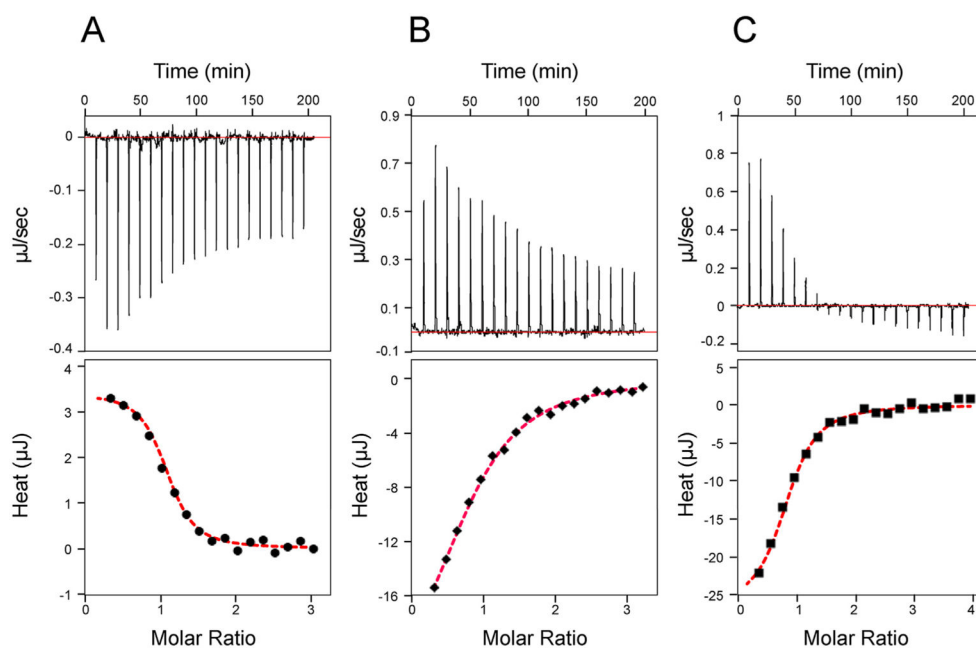 A B C
Time (min) Time (min) Time (min)
0 50 100 150 200 0 50 100 150 200 0 50 100 150 200
0 -0.1 -0.2 -0.3 -0.4
µJ/sec
0.9 0.7 0.5 0.3 0.1 -0.1
µJ/sec
1 0.8 0.6 0.4 0.2 0 -0.2
µJ/sec
4 3 2 1 0 -1
Heat (µJ)
0 -4 -8 -12 -16
Heat (µJ)
5 0 -5 -10 -15 -20 -25
Heat (µJ)
0 1 2 3 0 1 2 3 0 1 2 3 4
Molar Ratio Molar Ratio Molar Ratio